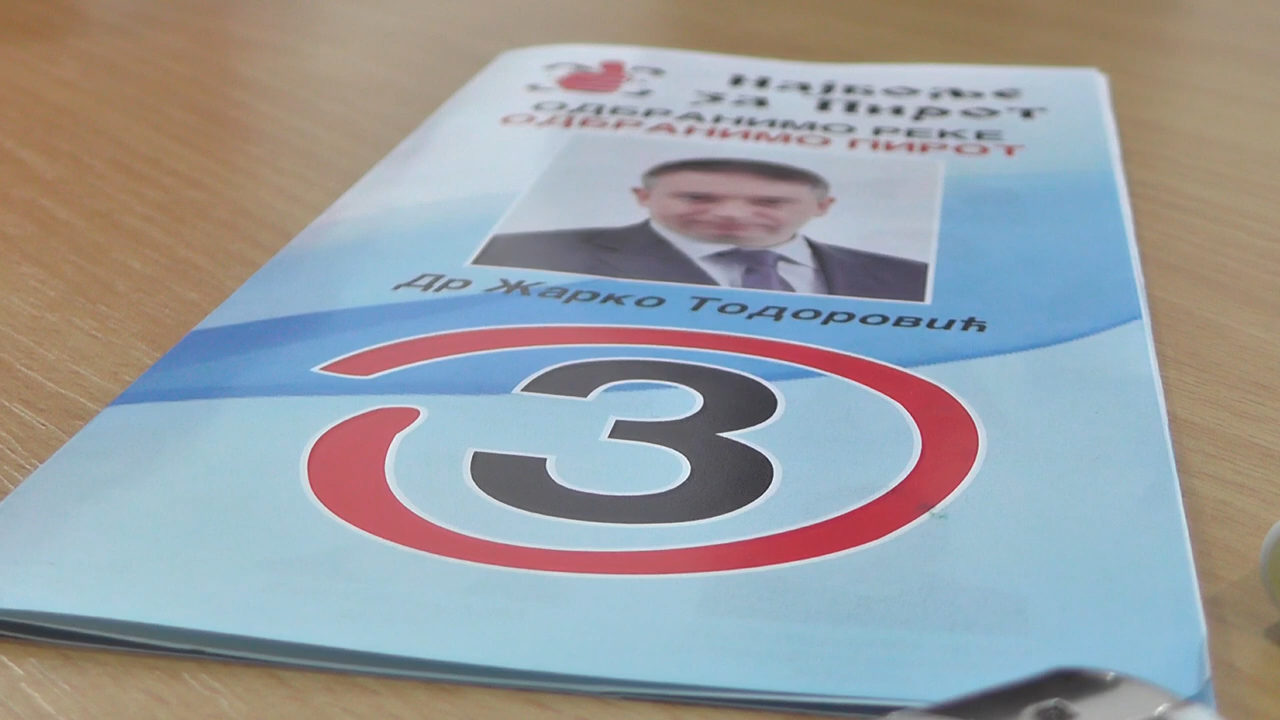 Најбоље
за Пирот
ОДБРАНИМО РЕКЕ
ОДБРАНИМО ПИРОТ
Др Жарко Тодоровић
3